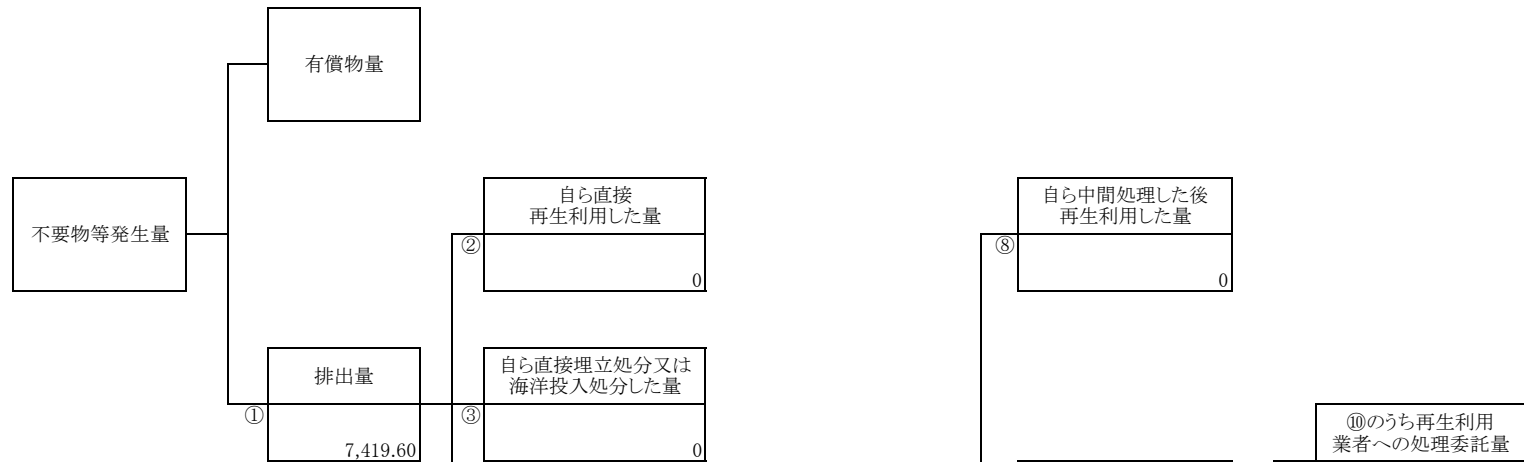 有償物量
不要物等発生量
自ら直接
再生利用した量
②
0
自ら中間処理した後
再生利用した量
⑧
0
排出量
①
7,419.60
自ら直接埋立処分又は
海洋投入処分した量
③
0
⑩のうち再生利用
業者への処理委託量